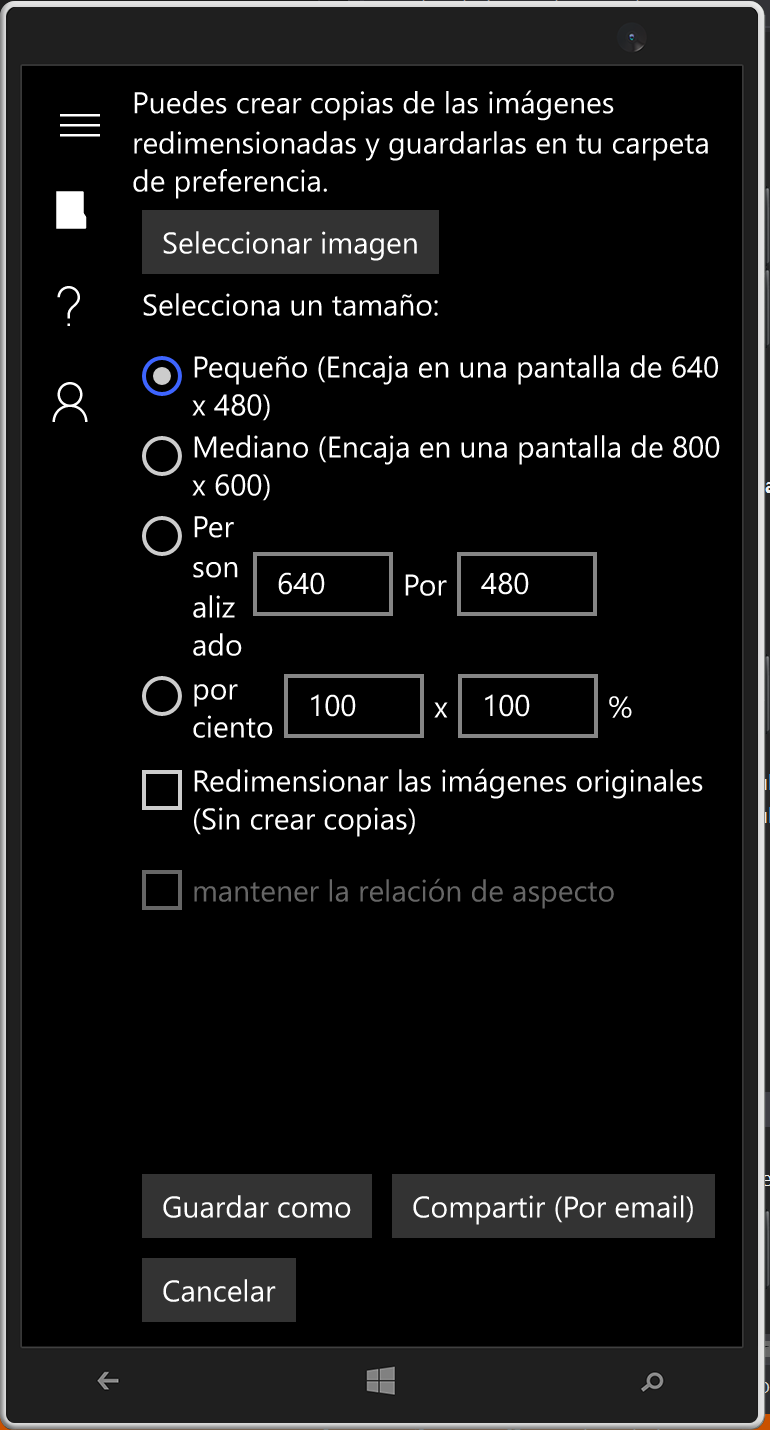 Puedes crear copias de las imágenes
redimensionadas y guardarlas en tu carpeta
de preferencia.
Seleccionar imagen
Selecciona un tamaño:
Pequeño (Encaja en una pantalla de 640
x 480)
Mediano (Encaja en una pantalla de 800
x 600)
Per
son
aliz
ado
640 Por 480
por
ciento
100 x 100 %
Redimensionar las imágenes originales
(Sin crear copias)
mantener la relación de aspecto
Guardar como Compartir (Por email)
Cancelar